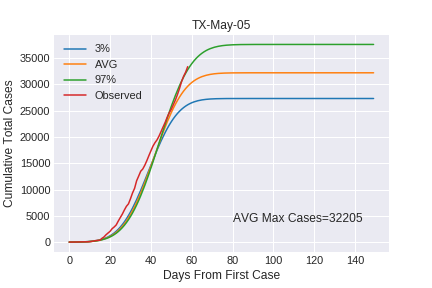 TX-May-05
3%
AVG
97%
Observed
Cumulative Total Cases
35000
30000
25000
20000
15000
10000
5000
0
AVG Max Cases=32205
0 20 40 60 80 100 120 140
Days From First Case